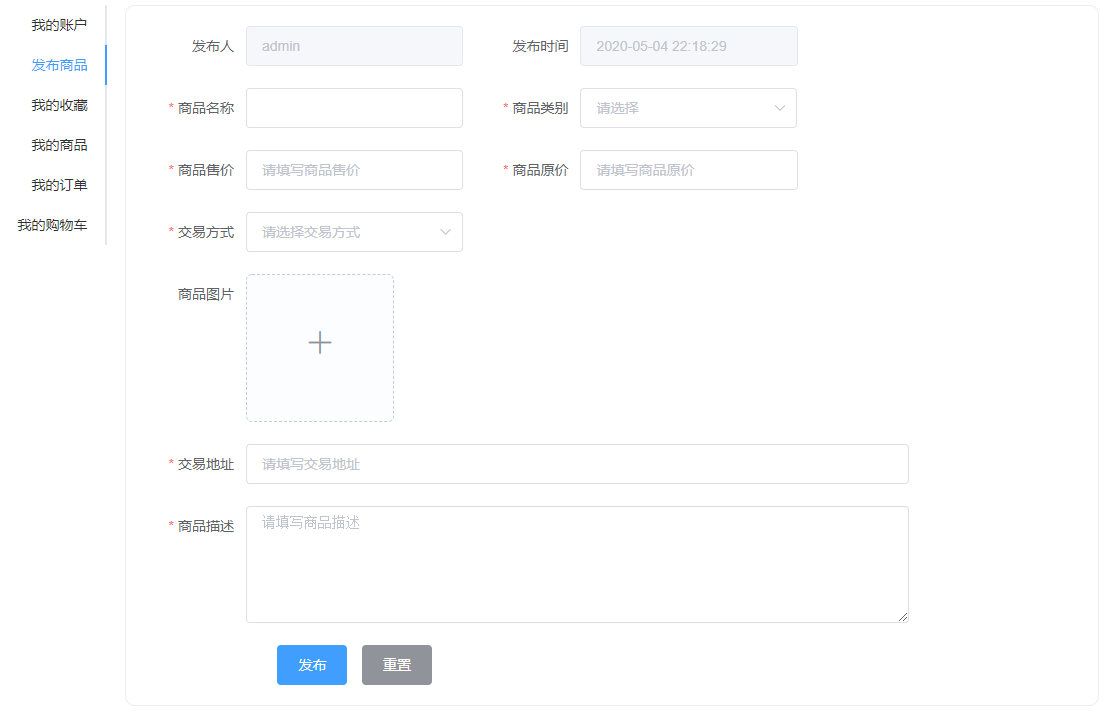 我的账户
发布商品
我的收藏
我的商品
我的订单
我的购物车
发布人 admin 发布时间 2020-05-04 22:18:29
* 商品名称 * 商品类别 请选择
* 商品售价 请填写商品售价 * 商品原价 请填写商品原价
* 交易方式 请选择交易方式
商品图片
* 交易地址 请填写交易地址
* 商品描述 请填写商品描述
发布 重置